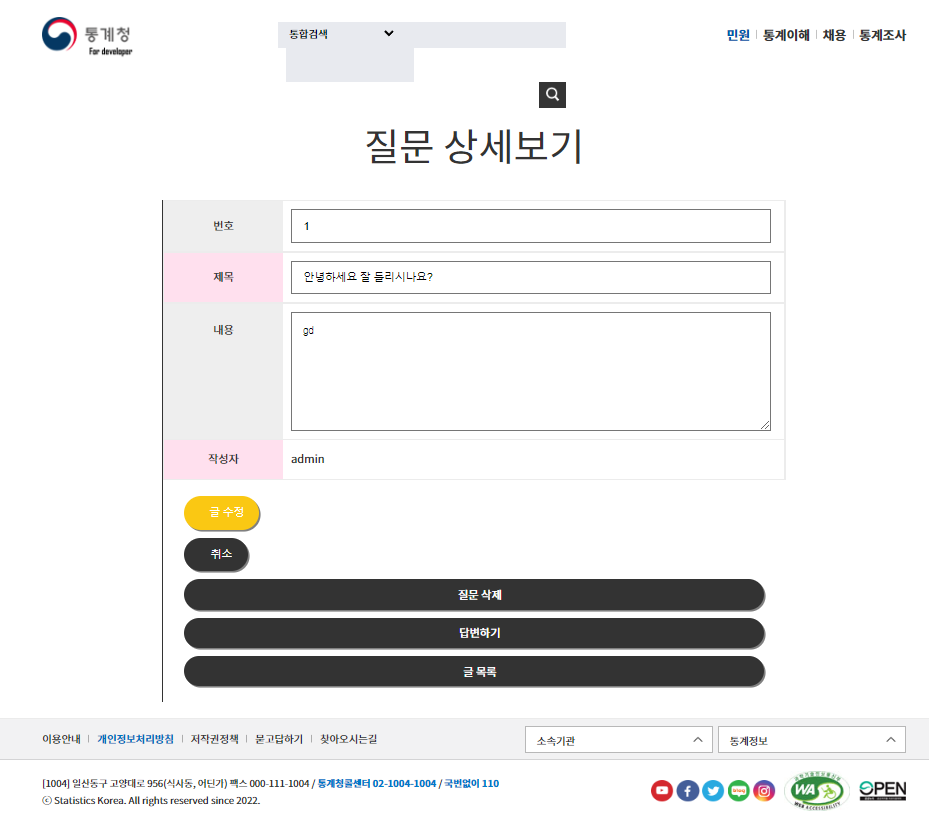 통계청
For developer
통합검색
민원 통계이해 채용 통계조사
질문 상세보기
번호 1
제목 안녕하세요 잘 들리시나요?
내용 gd
작성자 admin
글 수정
취소
질문 삭제
답변하기
글 목록
이용안내 개인정보처리방침 저작권정책 묻고답하기 찾아오시는길
소속기관 통계정보
[1004] 일산동구 고양대로 956(식사동, 어딘가) 팩스 000-111-1004 / 통계청콜센터 02-1004-1004 / 국번없이 110
ⓒ Statistics Korea. All rights reserved since 2022.
WA
WEB ACCESSIBILITY
OPEN